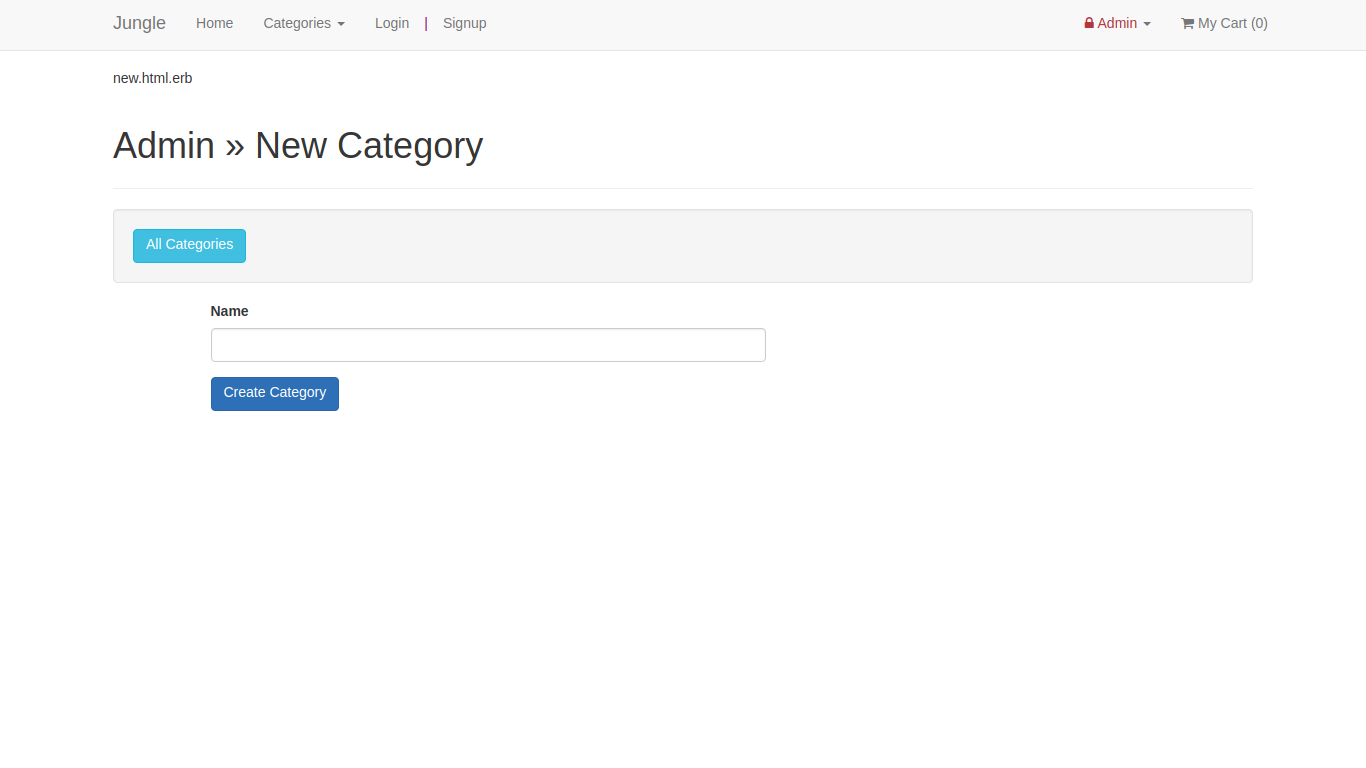 Jungle Home Categories Login | Signup Admin My Cart (0)
new.html.erb
Admin » New Category
All Categories
Name
Create Category